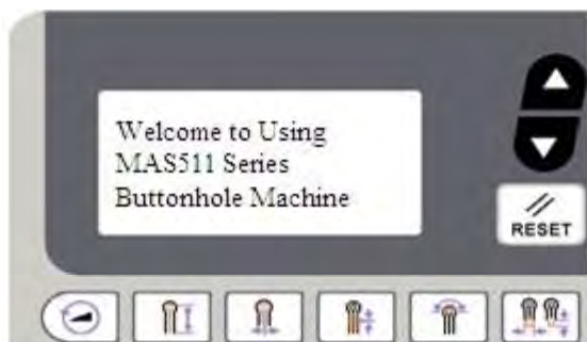 Welcome to Using
MAS511 Series
Buttonhole Machine
RESET